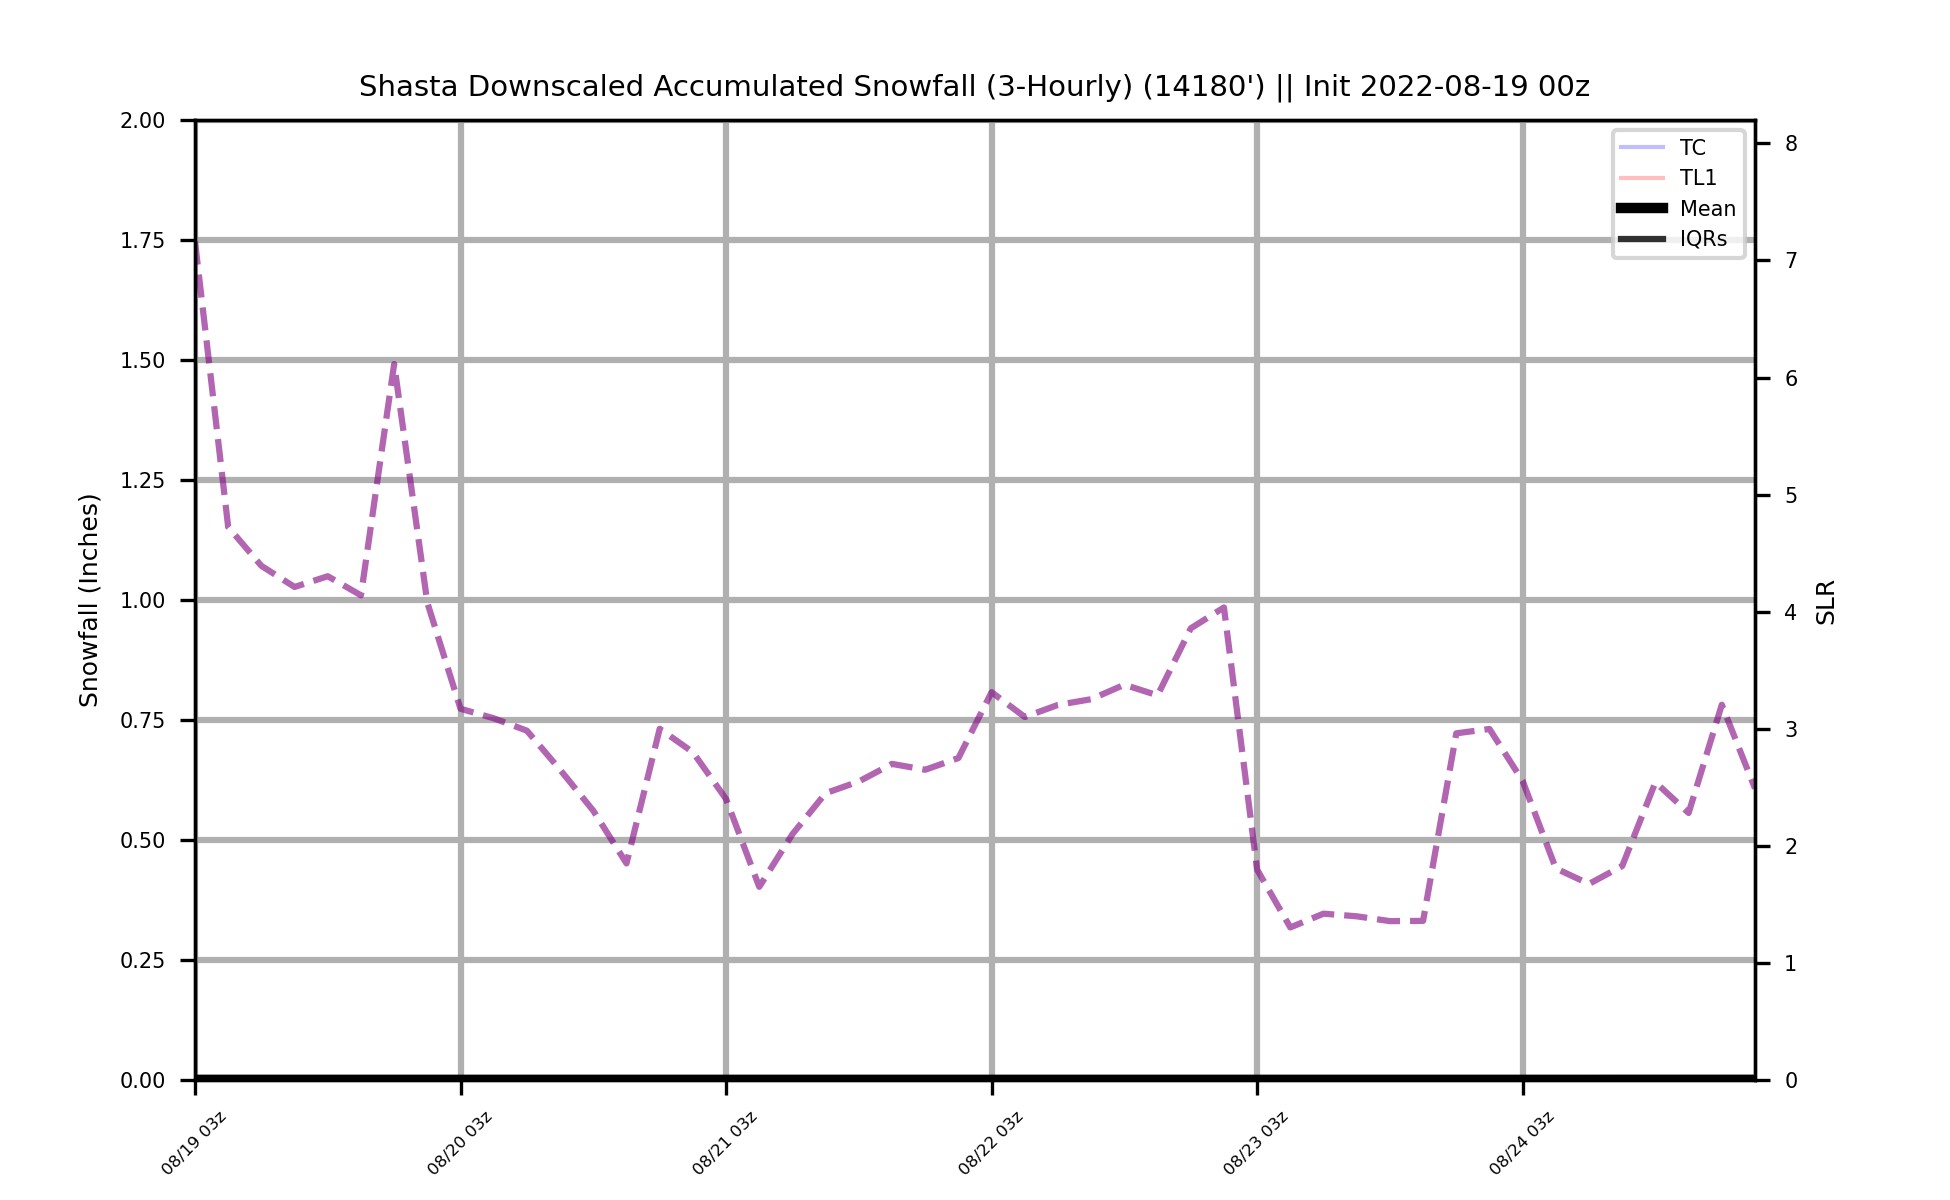 Shasta Downscaled Accumulated Snowfall (3-Hourly) (14180') || Init 2022-08-19 00z
2.00
1.75
1.50
1.25
1.00
0.75
0.50
0.25
0.00
Snowfall (Inches)
TC
TL1
Mean
IQRs
8
7
6
5
4
3
2
1
0
SLR
08/19 03z
08/20 03z
08/21 03z
08/22 03z
08/23 03z
08/24 03z